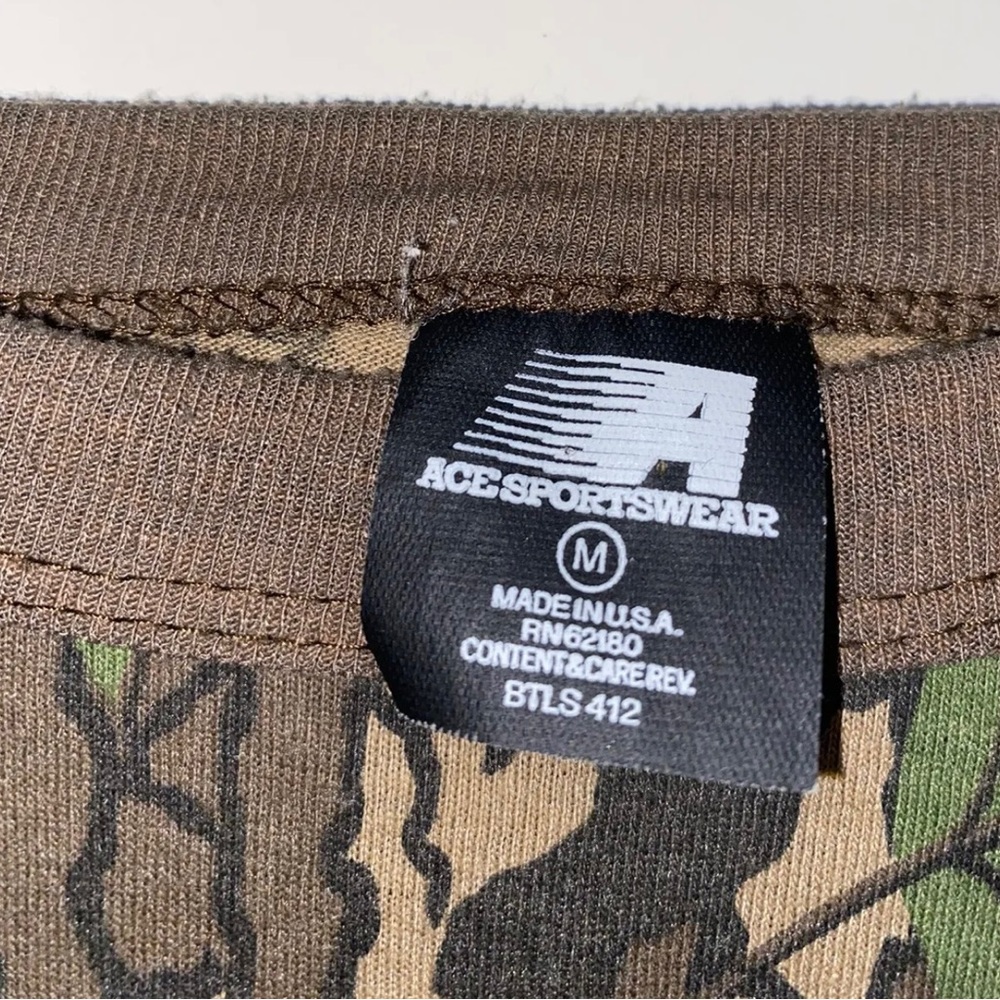 A
ACE SPORTSWEAR
M
MADE IN U.S.A.
RN62180
CONTENT&CARE REV.
BTLS 412